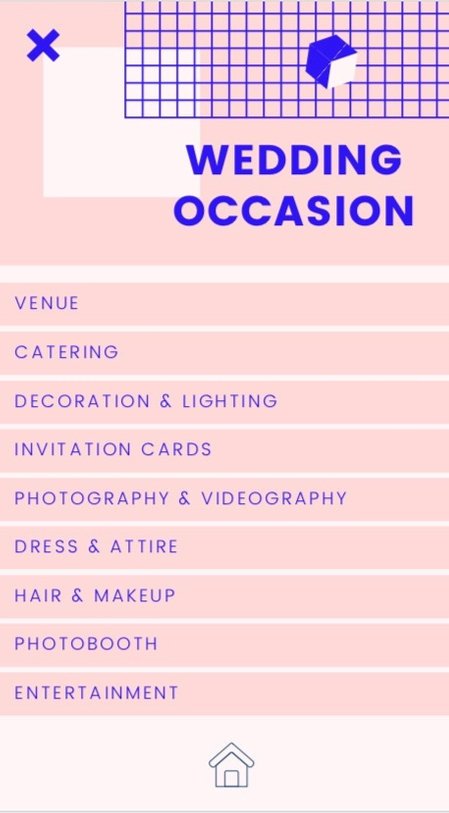 WEDDING
OCCASION
VENUE
CATERING
DECORATION & LIGHTING
INVITATION CARDS
PHOTOGRAPHY & VIDEOGRAPHY
DRESS & ATTIRE
HAIR & MAKEUP
PHOTOBOOTH
ENTERTAINMENT